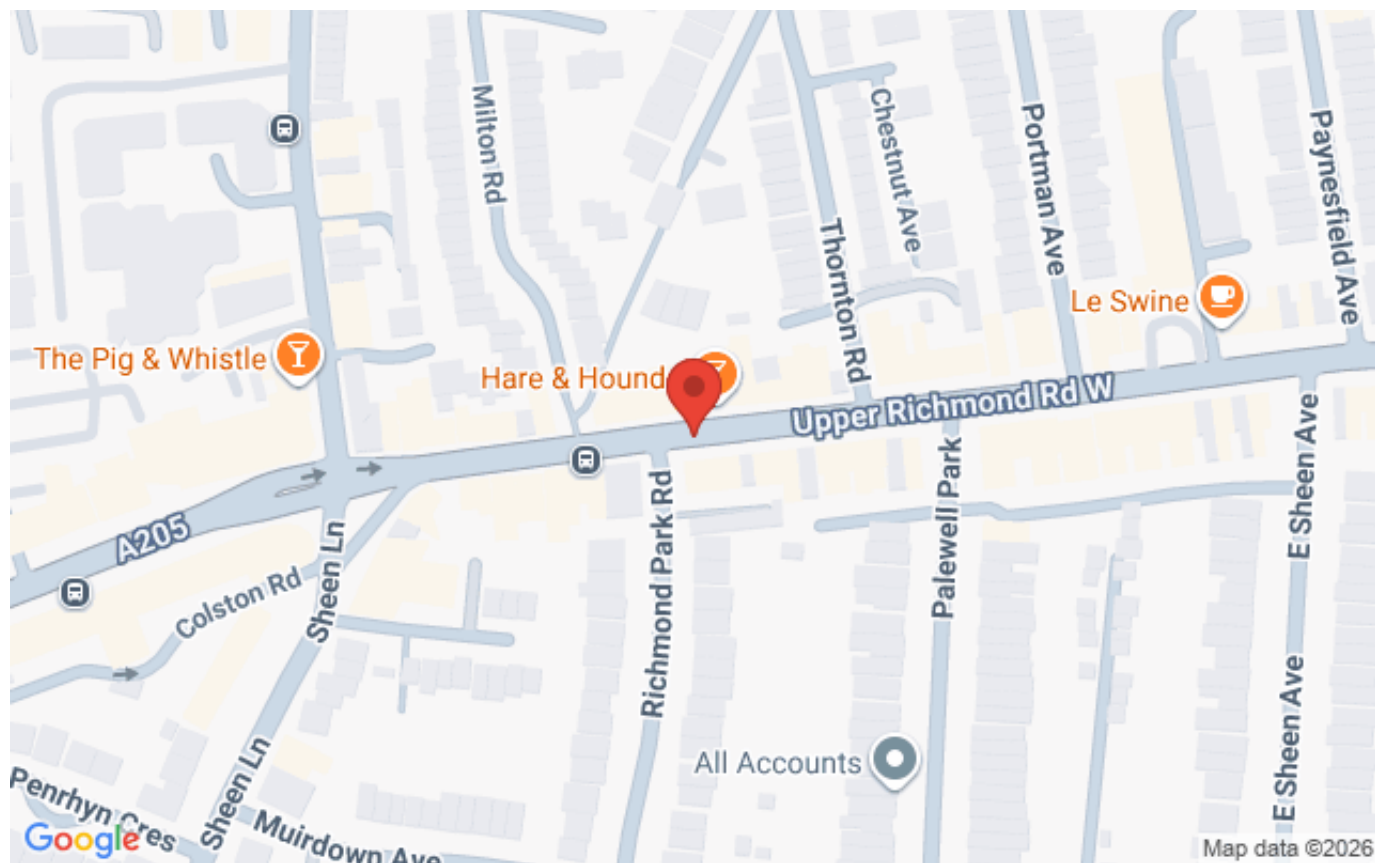 Milton Rd
Chestnut Ave
Portman Ave
Paynesfield Ave
Thornton Rd
Le Swine
The Pig & Whistle
Hare & Hound
Upper Richmond Rd W
A205
Sheen Ln
Colston Rd
Richmond Park Rd
Palewell Park
E Sheen Ave
All Accounts
E Sheen Ave
Sheen Ln
Penrhyn Cres
Muirdown Ave
Google
Map data ©2026